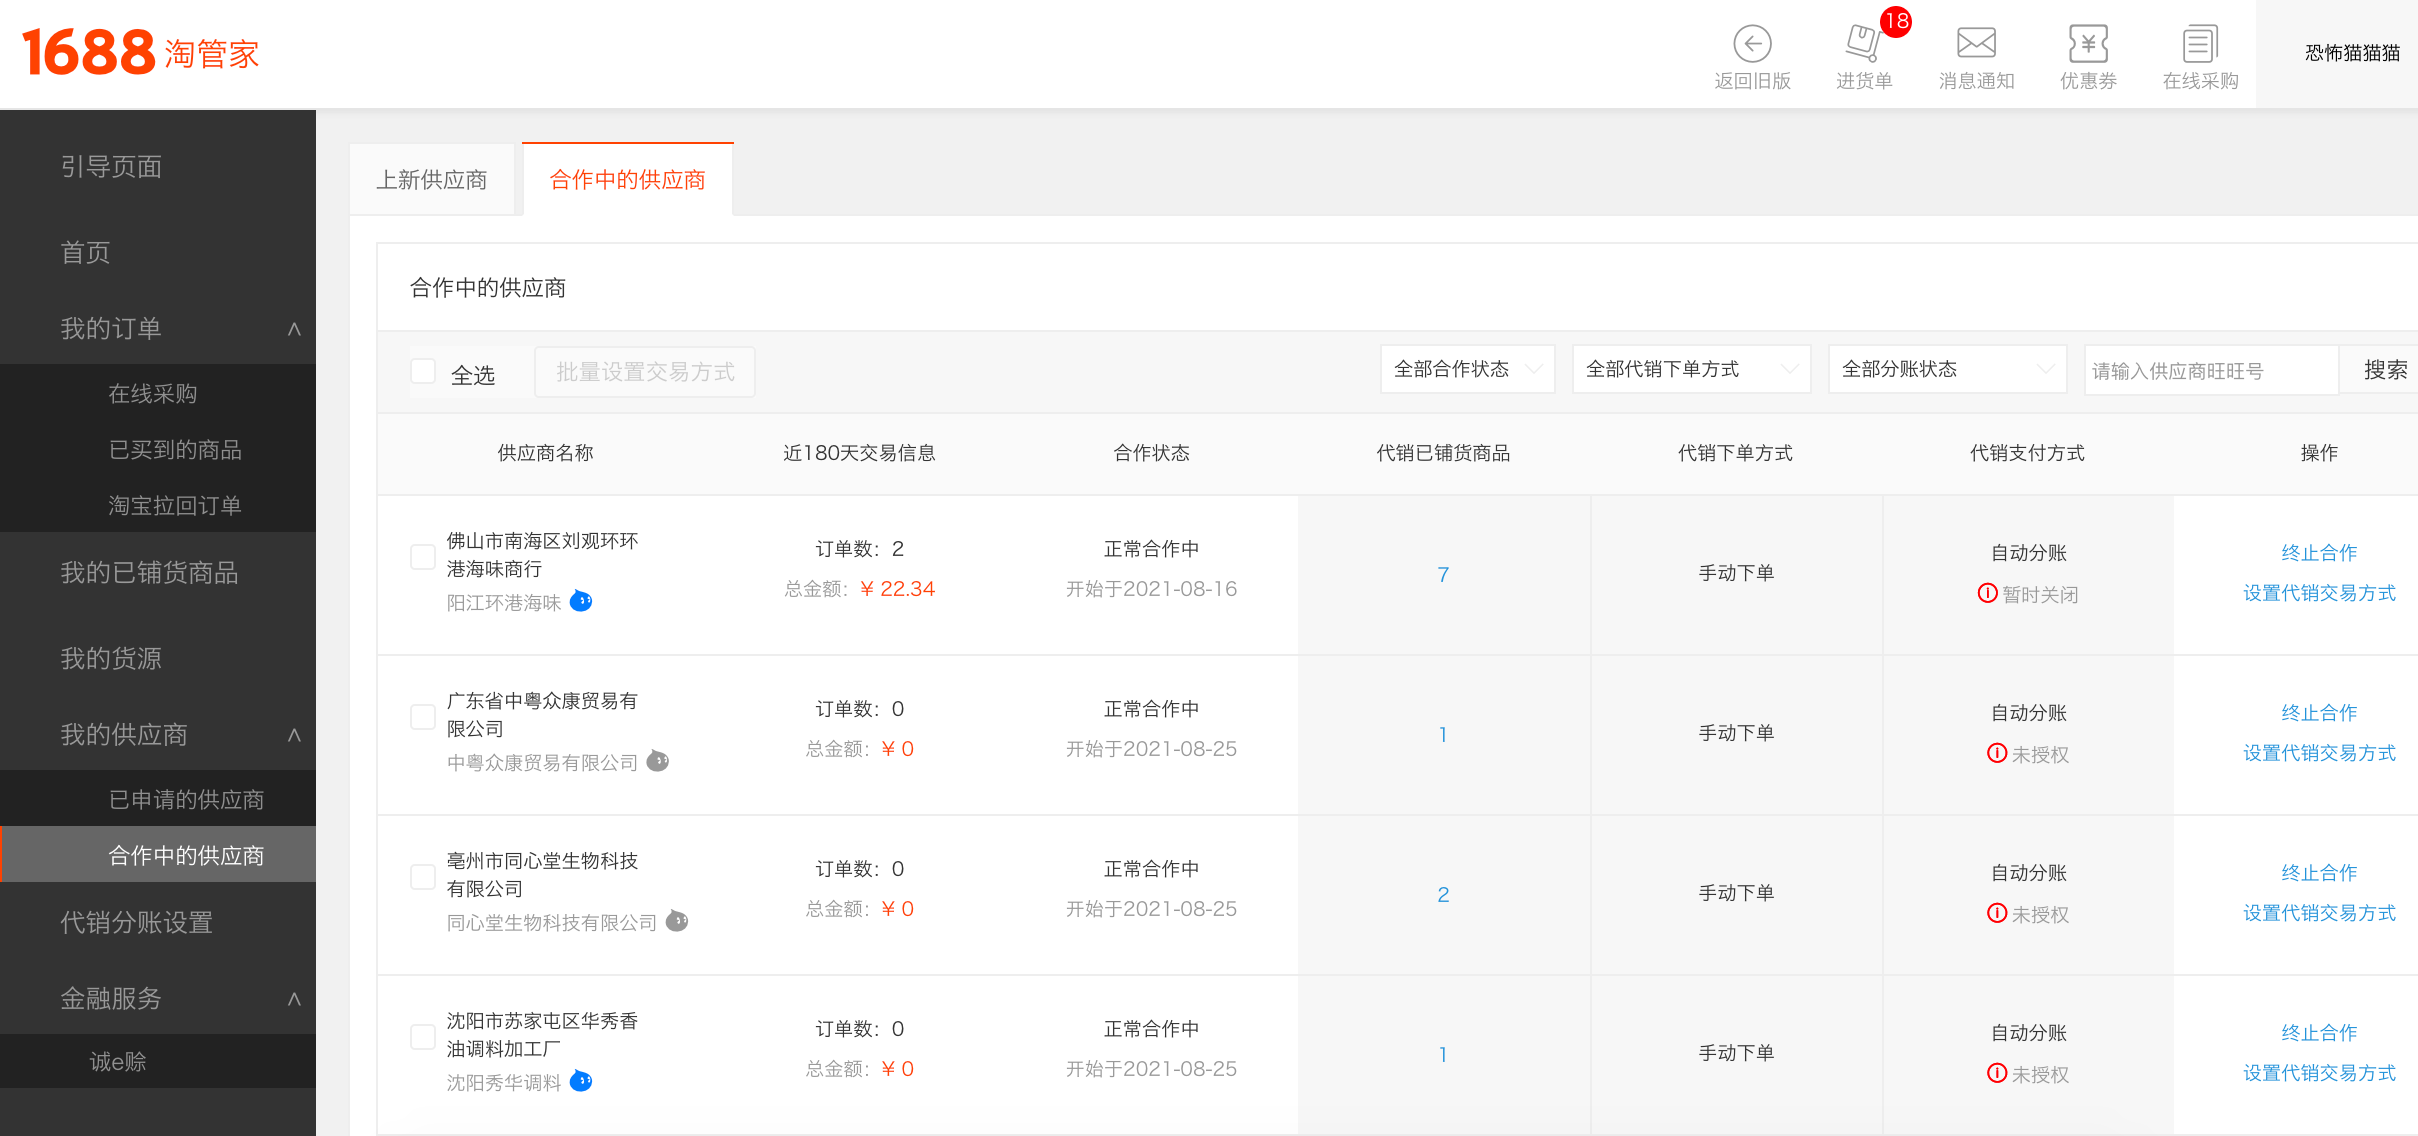 1688 淘管家
返回旧版
进货单
18
消息通知
优惠券
在线采购
恐怖猫猫猫
引导页面
首页
我的订单
在线采购
已买到的商品
淘宝拉回订单
我的已铺货商品
我的货源
我的供应商
已申请的供应商
合作中的供应商
代销分账设置
金融服务
诚e赊
上新供应商
合作中的供应商
合作中的供应商
全选
批量设置交易方式
全部合作状态
全部代销下单方式
全部分账状态
请输入供应商旺旺号
搜索
供应商名称 近180天交易信息 合作状态 代销已铺货商品 代销下单方式 代销支付方式 操作
佛山市南海区刘观环环
港海味商行
阳江环港海味
订单数：2
总金额：¥ 22.34
正常合作中
开始于2021-08-16
7
手动下单
自动分账
暂时关闭
终止合作
设置代销交易方式
广东省中粤众康贸易有
限公司
中粤众康贸易有限公司
订单数：0
总金额：¥ 0
正常合作中
开始于2021-08-25
1
手动下单
自动分账
未授权
终止合作
设置代销交易方式
亳州市同心堂生物科技
有限公司
同心堂生物科技有限公司
订单数：0
总金额：¥ 0
正常合作中
开始于2021-08-25
2
手动下单
自动分账
未授权
终止合作
设置代销交易方式
沈阳市苏家屯区华秀香
油调料加工厂
沈阳秀华调料
订单数：0
总金额：¥ 0
正常合作中
开始于2021-08-25
1
手动下单
自动分账
未授权
终止合作
设置代销交易方式